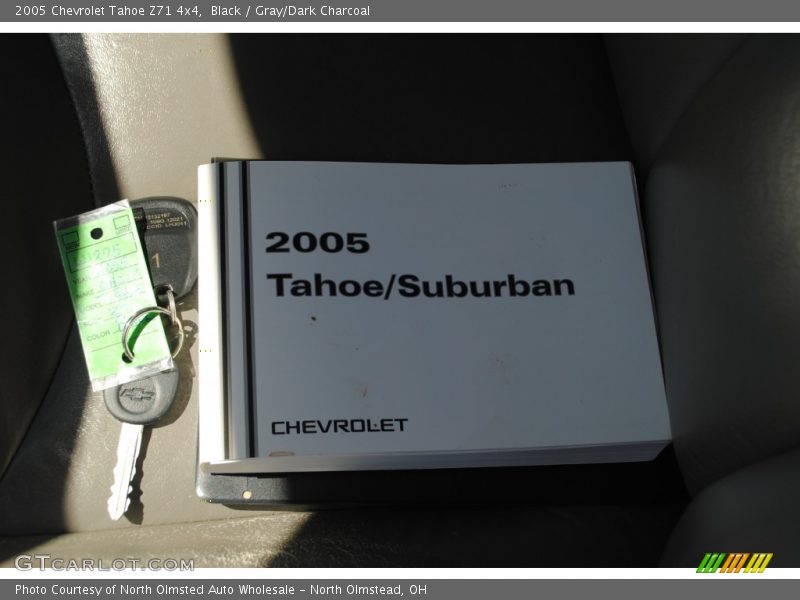 2005 Chevrolet Tahoe Z71 4x4, Black / Gray/Dark Charcoal
2005
Tahoe/Suburban
CHEVROLET
COLOR
GTcarlot.com
Photo Courtesy of North Olmsted Auto Wholesale - North Olmstead, OH